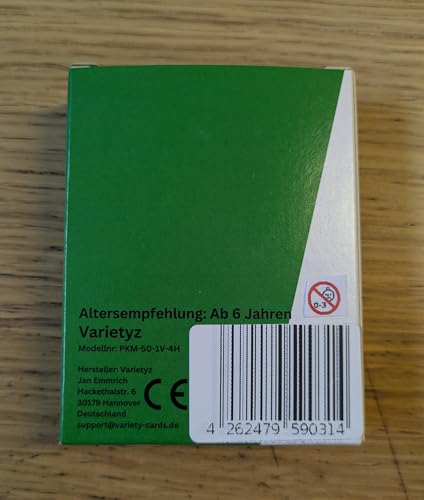 Altersempfehlung: Ab 6 Jahren
Varietyz
Modellnr: PKM-50-1V-4H
0-3
Hersteller: Varietyz
Jan Emmrich
Hackethalstr. 6
30179 Hannover
Deutschland
support@variety-cards.de
CE
4 262479 590314